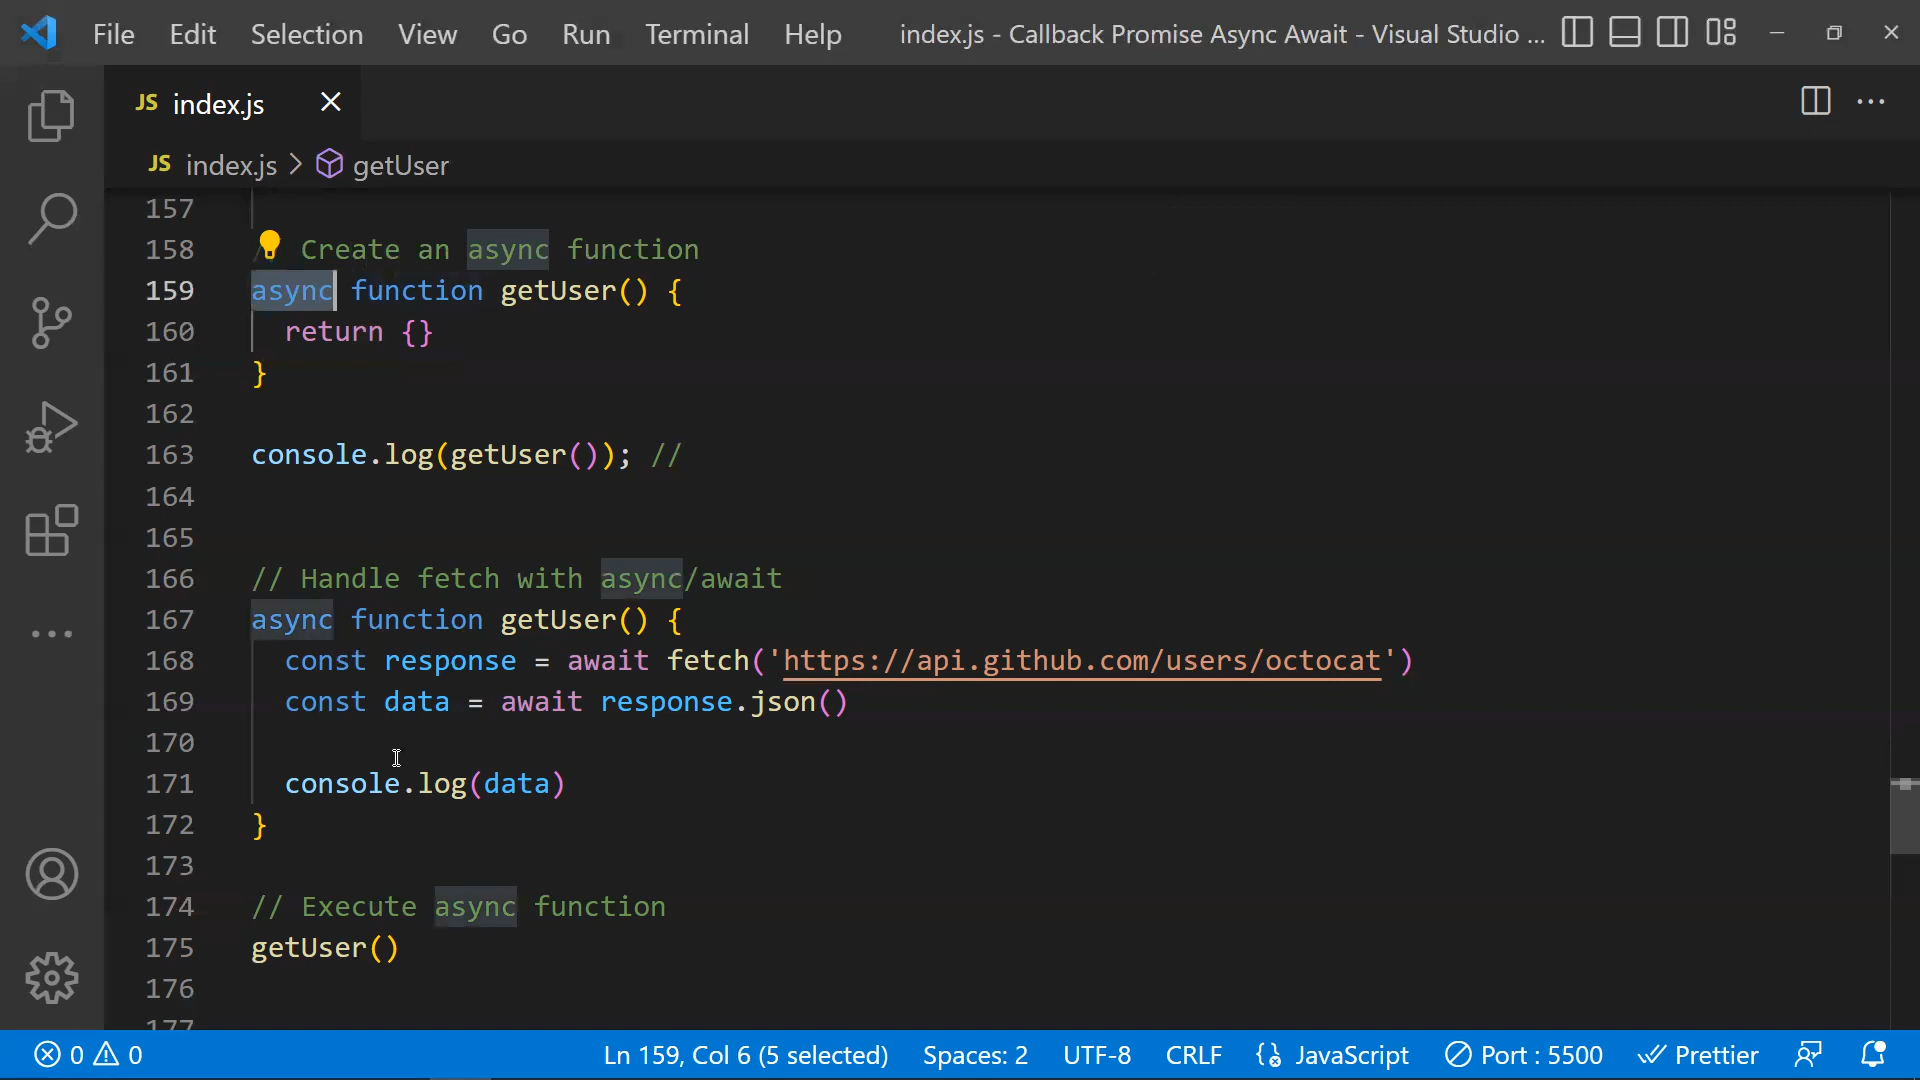 File Edit Selection View Go Run Terminal Help index.js - Callback Promise Async Await - Visual Studio ...
JS index.js
JS index.js > getUser
157
158 // Create an async function
159 async function getUser() {
160 return {}
161 }
162
163 console.log(getUser()); //
164
165
166 // Handle fetch with async/await
167 async function getUser() {
168 const response = await fetch('https://api.github.com/users/octocat')
169 const data = await response.json()
170
171 console.log(data)
172 }
173
174 // Execute async function
175 getUser()
176
177
0 0 Ln 159, Col 6 (5 selected) Spaces: 2 UTF-8 CRLF JavaScript Port : 5500 Prettier